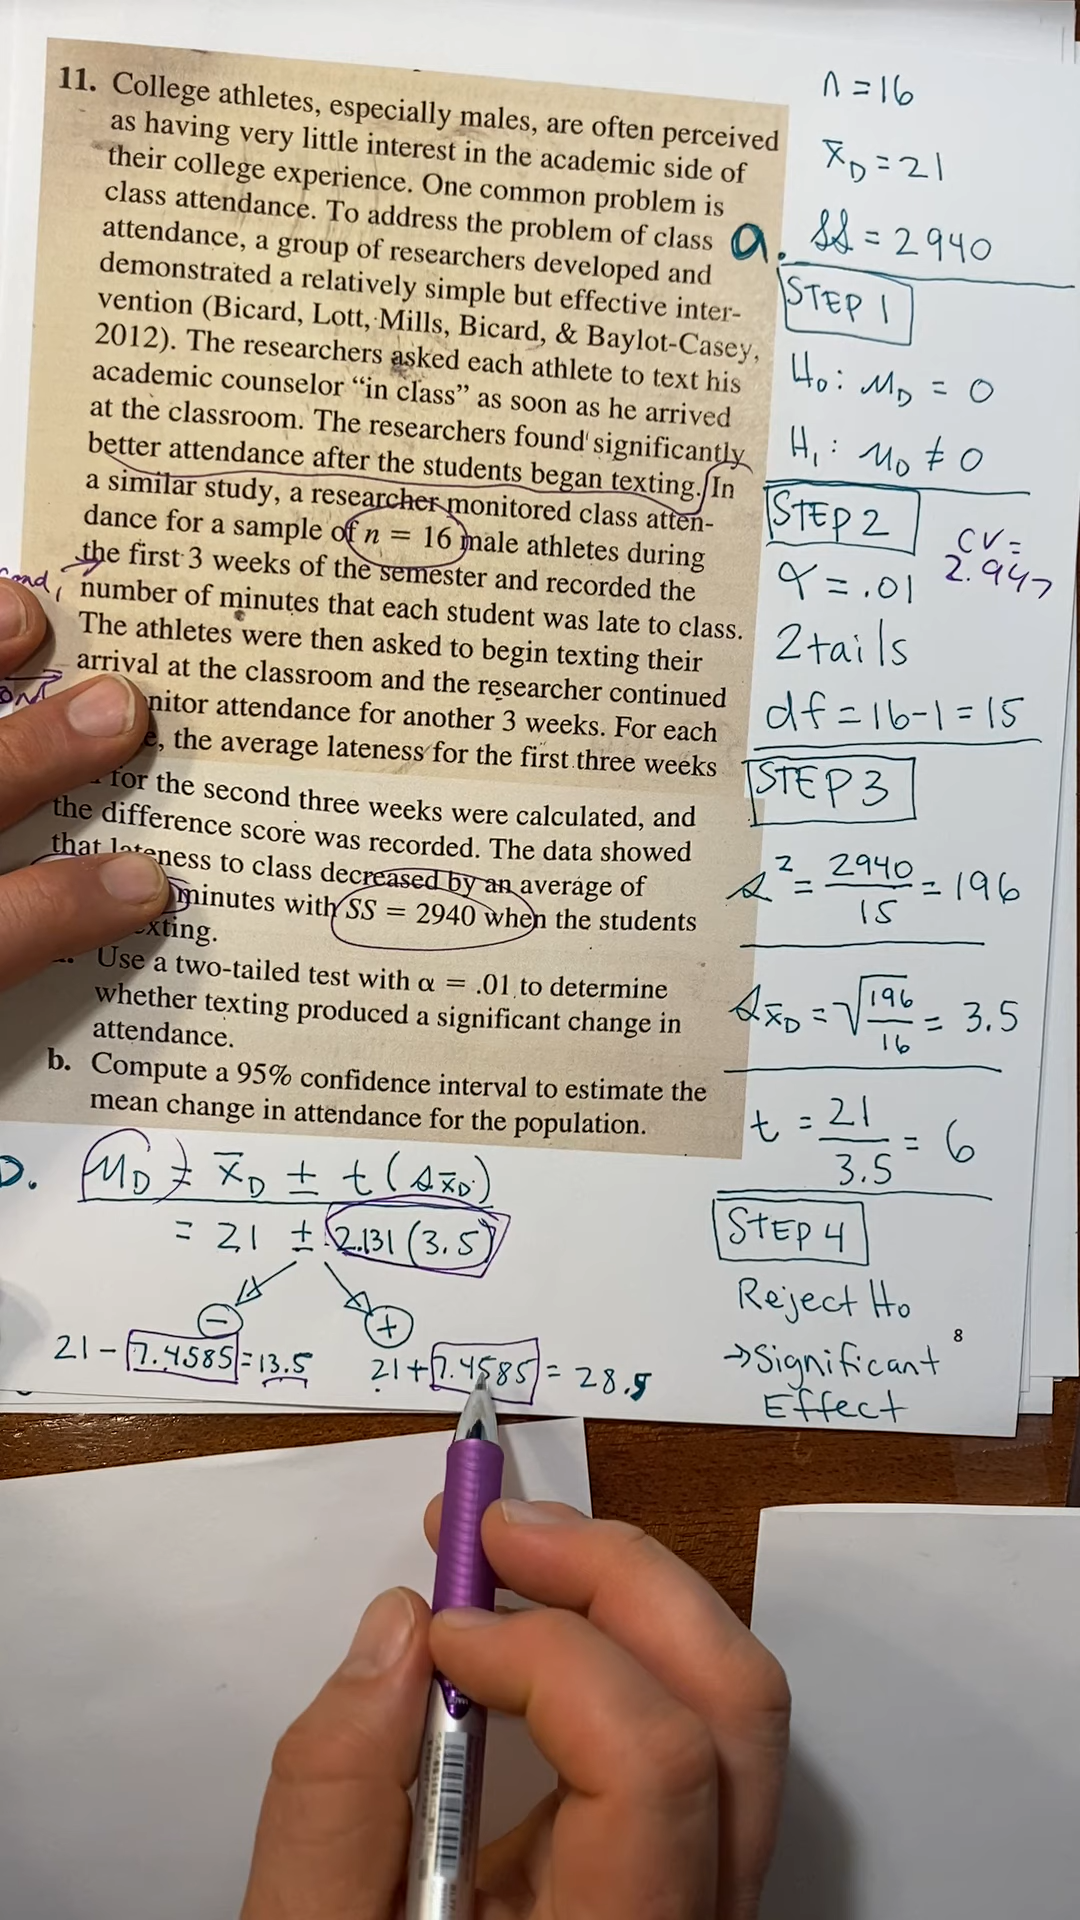 11. College athletes, especially males, are often perceived
as having very little interest in the academic side of
their college experience. One common problem is
class attendance. To address the problem of class
attendance, a group of researchers developed and
demonstrated a relatively simple but effective inter-
vention (Bicard, Lott, Mills, Bicard, & Baylot-Casey,
2012). The researchers asked each athlete to text his
academic counselor “in class” as soon as he arrived
at the classroom. The researchers found significantly
better attendance after the students began texting. In
a similar study, a researcher monitored class atten-
dance for a sample of n = 16 male athletes during
the first 3 weeks of the semester and recorded the
number of minutes that each student was late to class.
The athletes were then asked to begin texting their
arrival at the classroom and the researcher continued
nitor attendance for another 3 weeks. For each
e, the average lateness for the first three weeks
for the second three weeks were calculated, and
the difference score was recorded. The data showed
that lateness to class decreased by an average of
minutes with SS = 2940 when the students
xting.
Use a two-tailed test with α = .01 to determine
whether texting produced a significant change in
attendance.
b. Compute a 95% confidence interval to estimate the
mean change in attendance for the population.
n = 16
x̄D = 21
a. SS = 2940
STEP 1
H0: μD = 0
H1: μD ≠ 0
STEP 2
CV =
2.947
α = .01
2 tails
df = 16-1 = 15
STEP 3
s² = 2940/15 = 196
sx̄D = √196/16 = 3.5
t = 21/3.5 = 6
STEP 4
Reject H0
→ Significant
Effect
8
μD = x̄D ± t (sx̄D)
= 21 ± 2.131 (3.5)
− +
21 − 7.4585 = 13.5
21 + 7.4585 = 28.5